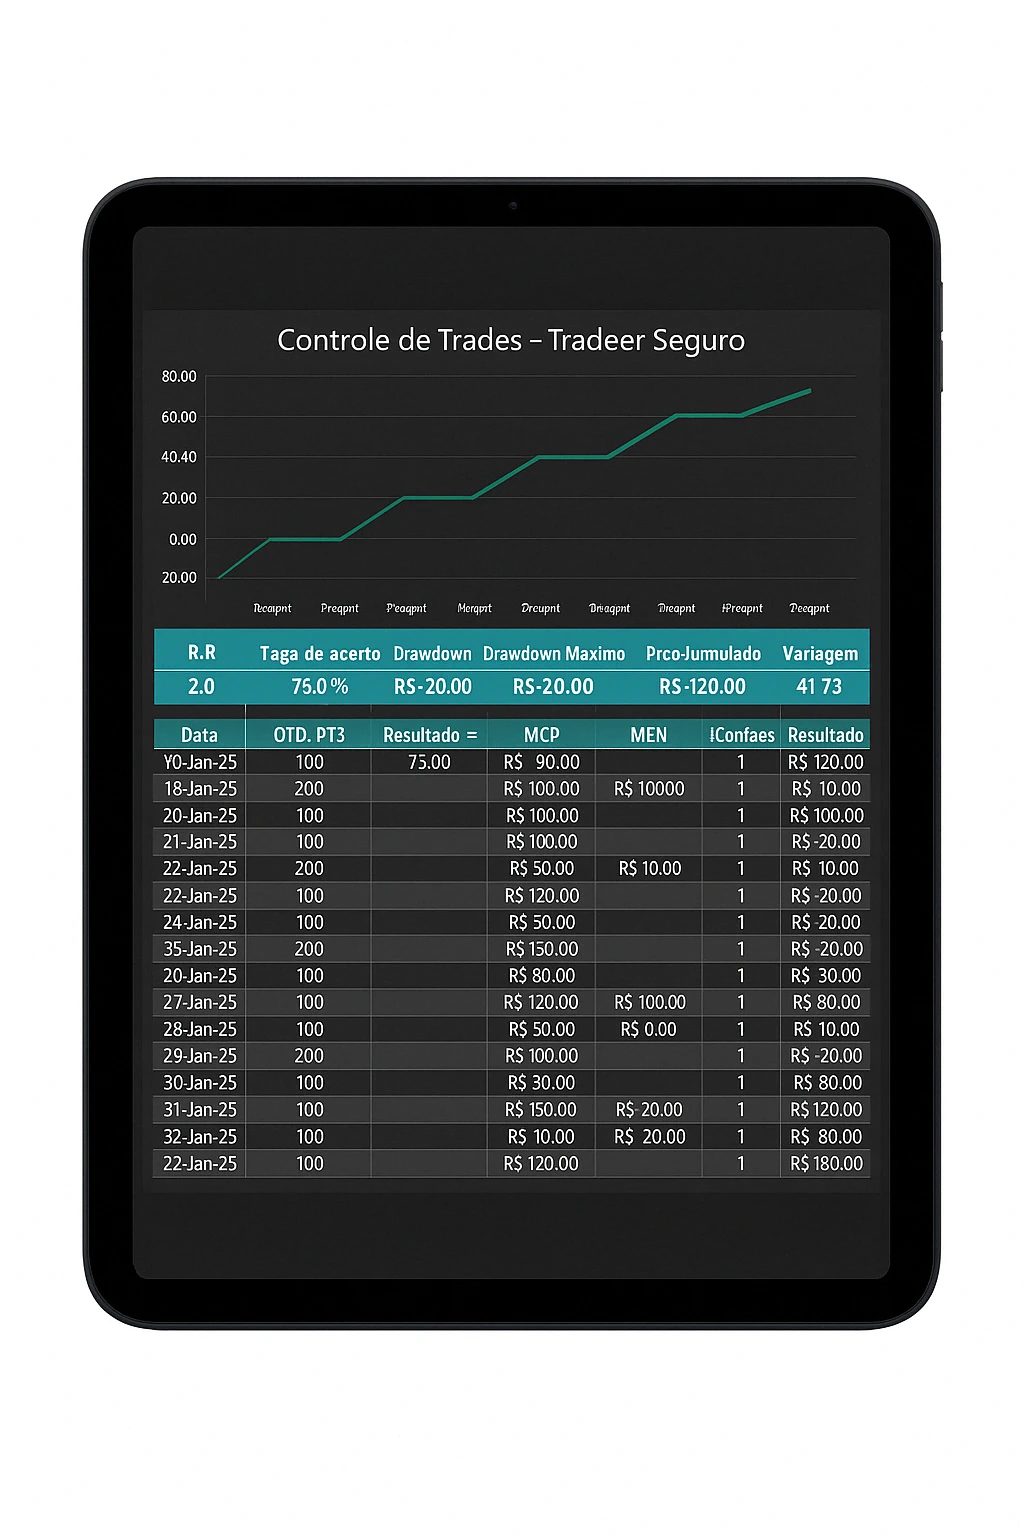 Controle de Trades – Tradeer Seguro
80.00
60.00
40.40
20.00
0.00
20.00
Preqpnt Merqpnt Dreupnt Dreapnt
R.R Taga de acerto Drawdown Drawdown Maximo Prco-Jumulado Variagem
2.0 75.0 % RS-20.00 RS-20.00 RS-120.00 41 73
Data OTD. PT3 Resultado = MCP MEN Confaes Resultado
Y0-Jan-25 100 75.00 R$ 90.00 1 R$ 120.00
18-Jan-25 200 R$ 100.00 R$ 10000 1 R$ 10.00
20-Jan-25 100 R$ 100.00 1 R$ 100.00
21-Jan-25 100 R$ 100.00 1 R$ -20.00
22-Jan-25 200 R$ 50.00 R$ 10.00 1 R$ 10.00
22-Jan-25 100 R$ 120.00 1 R$ -20.00
24-Jan-25 100 R$ 50.00 1 R$ -20.00
35-Jan-25 200 R$ 150.00 1 R$ -20.00
20-Jan-25 100 R$ 80.00 1 R$ 30.00
27-Jan-25 100 R$ 120.00 R$ 100.00 1 R$ 80.00
28-Jan-25 100 R$ 50.00 R$ 0.00 1 R$ 10.00
29-Jan-25 200 R$ 100.00 1 R$ -20.00
30-Jan-25 100 R$ 30.00 1 R$ 80.00
31-Jan-25 100 R$ 150.00 R$-20.00 1 R$ 120.00
32-Jan-25 100 R$ 10.00 R$ 20.00 1 R$ 80.00
22-Jan-25 100 R$ 120.00 1 R$ 180.00